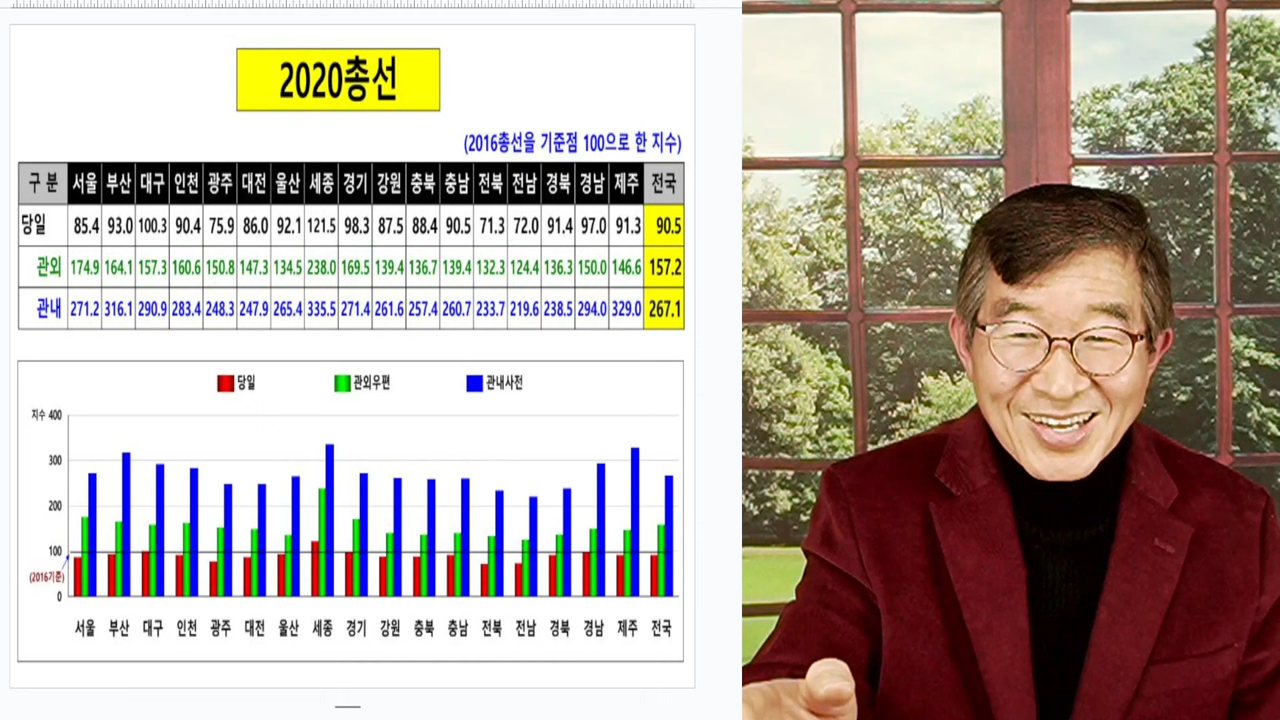 2020총선
(2016총선을 기준점 100으로 한 지수)
구 분 서울 부산 대구 인천 광주 대전 울산 세종 경기 강원 충북 충남 전북 전남 경북 경남 제주 전국
당일 85.4 93.0 100.3 90.4 75.9 86.0 92.1 121.5 98.3 87.5 88.4 90.5 71.3 72.0 91.4 97.0 91.3 90.5
관외 174.9 164.1 157.3 160.6 150.8 147.3 134.5 238.0 169.5 139.4 136.7 139.4 132.3 124.4 136.3 150.0 146.6 157.2
관내 271.2 316.1 290.9 283.4 248.3 247.9 265.4 335.5 271.4 261.6 257.4 260.7 233.7 219.6 238.5 294.0 329.0 267.1
당일 관외우편 관내사전
지수 400
300
200
100
(2016기준)
0
서울 부산 대구 인천 광주 대전 울산 세종 경기 강원 충북 충남 전북 전남 경북 경남 제주 전국